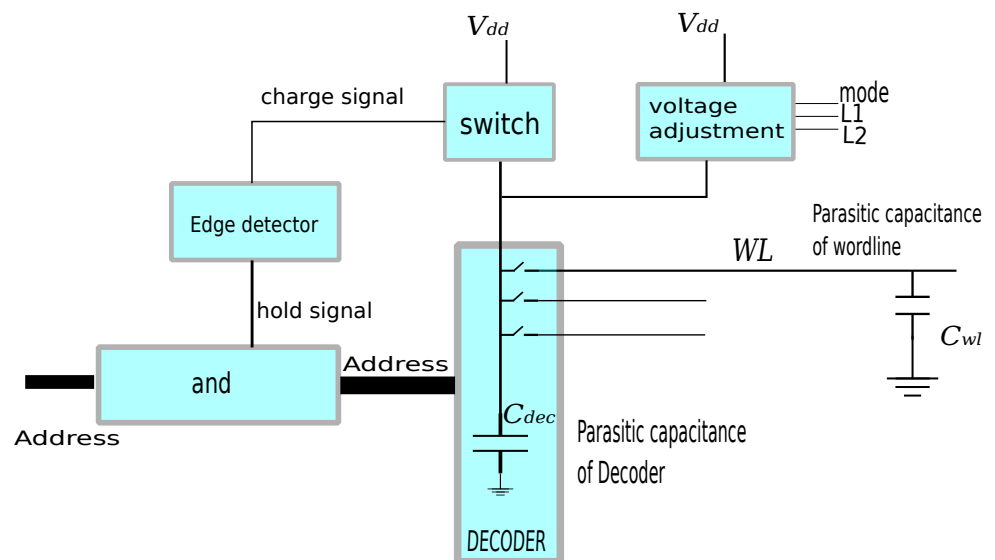 Vdd
Vdd
charge signal
switch
voltage
adjustment
mode
L1
L2
Edge detector
Parasitic capacitance
of wordline
WL
hold signal
Cwl
Address
and
Cdec
Address
Parasitic capacitance
of Decoder
DECODER